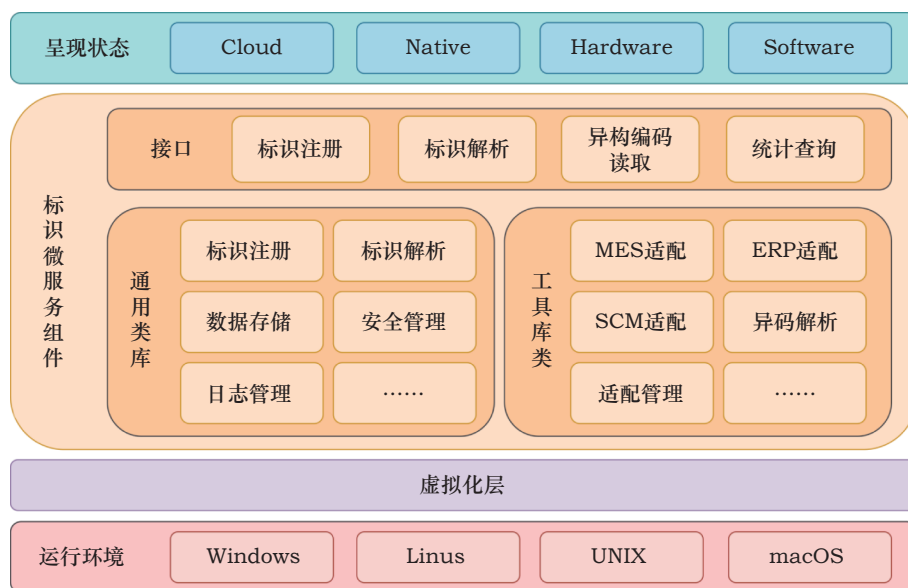 呈现状态
Cloud
Native
Hardware
Software
标识微服务组件
接口
标识注册
标识解析
异构编码
读取
统计查询
通用类库
标识注册
标识解析
数据存储
安全管理
日志管理
……
工具库类
MES适配
ERP适配
SCM适配
异码解析
适配管理
……
虚拟化层
运行环境
Windows
Linus
UNIX
macOS